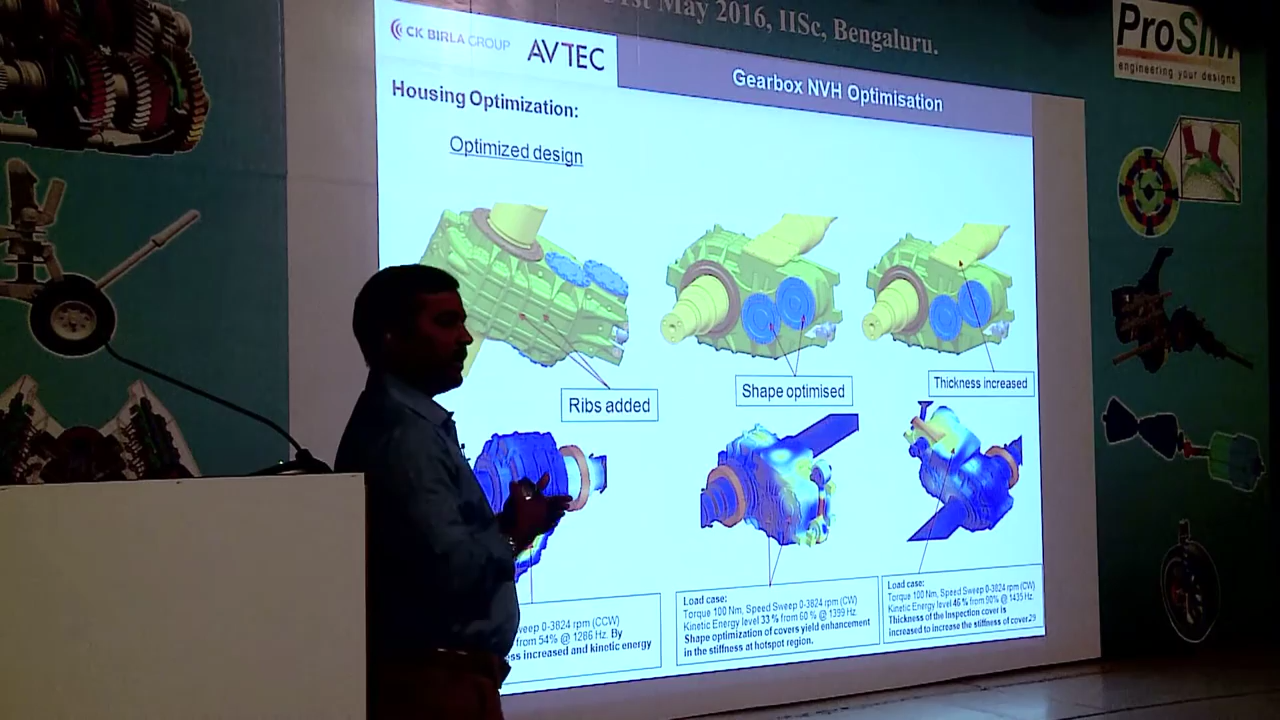 May 2016, IISc, Bengaluru.
ProSIM
engineering your designs
CK BIRLA GROUP
AVTEC
Gearbox NVH Optimisation
Housing Optimization:
Optimized design
Ribs added
Shape optimised
Thickness increased
weep 0-3824 rpm (CCW)
from 54% @ 1286 Hz. By
ss increased and kinetic energy
Load case:
Torque 100 Nm, Speed Sweep 0-3824 rpm (CW)
Kinetic Energy level 33 % from 60 % @ 1399 Hz.
Shape optimization of covers yield enhancement
in the stiffness at hotspot region.
Load case:
Torque 100 Nm, Speed Sweep 0-3824 rpm (CW)
Kinetic Energy level 46 % from 90% @ 1435 Hz.
Thickness of the Inspection cover is
increased to increase the stiffness of cover.
29